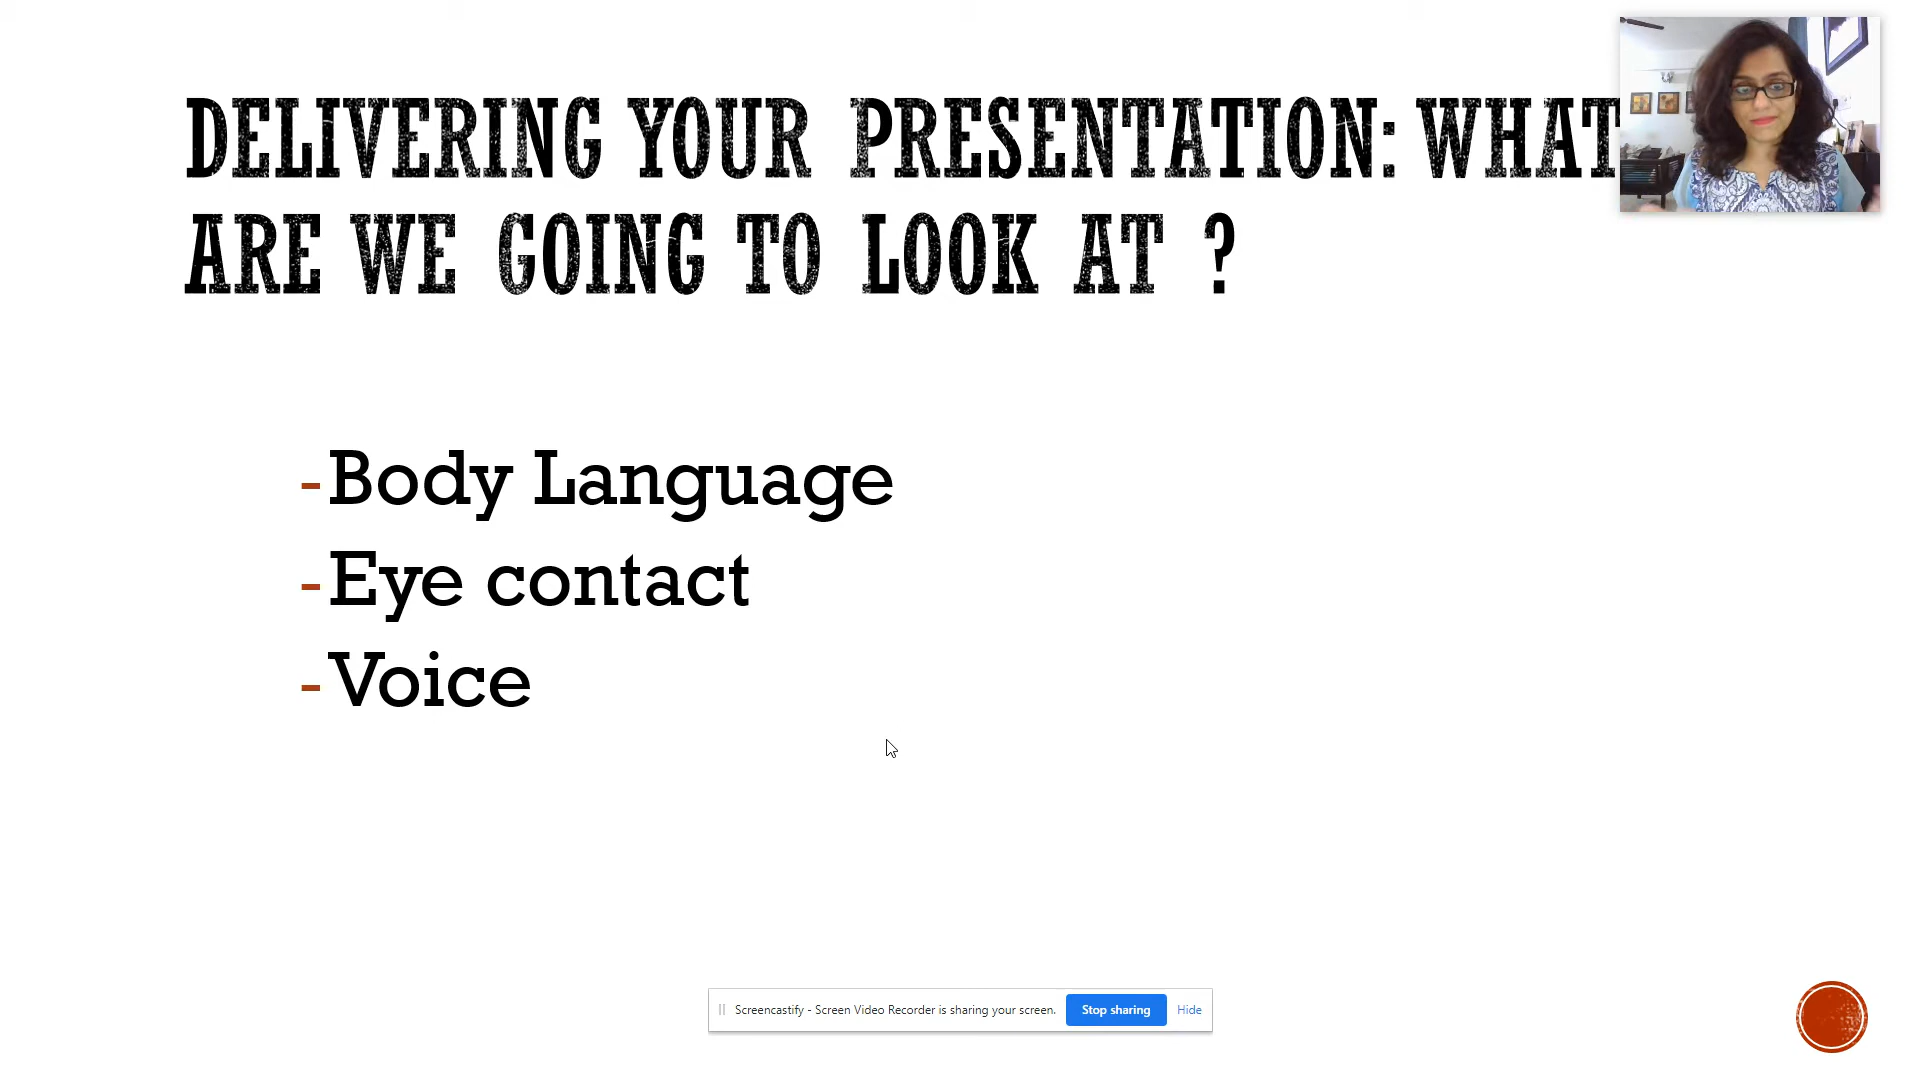 DELIVERING YOUR PRESENTATION: WHAT
ARE WE GOING TO LOOK AT ?
-Body Language
-Eye contact
-Voice
Screencastify - Screen Video Recorder is sharing your screen. Stop sharing Hide